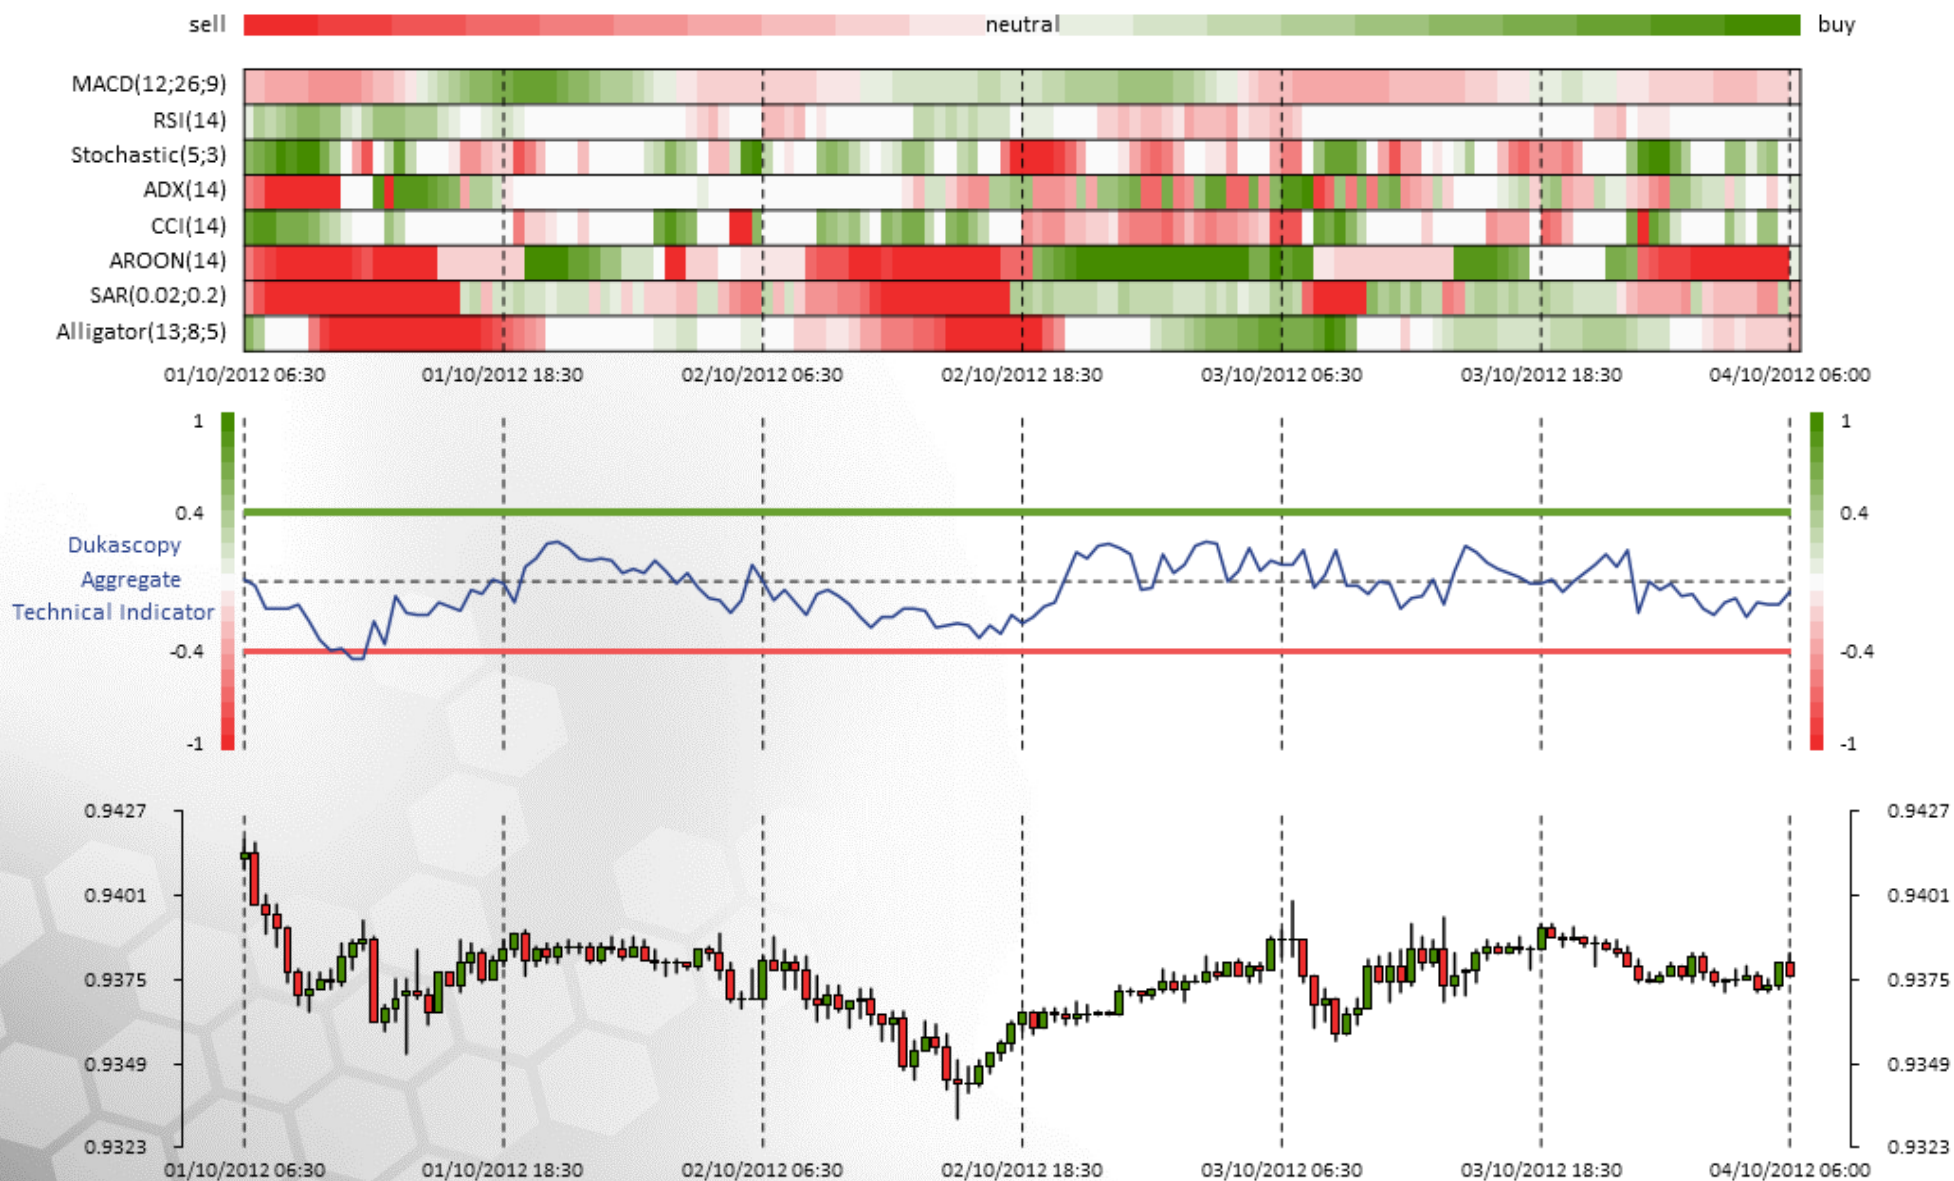 sell neutral buy
MACD(12;26;9)
RSI(14)
Stochastic(5;3)
ADX(14)
CCI(14)
AROON(14)
SAR(0.02;0.2)
Alligator(13;8;5)
01/10/2012 06:30 01/10/2012 18:30 02/10/2012 06:30 02/10/2012 18:30 03/10/2012 06:30 03/10/2012 18:30 04/10/2012 06:00
1 1
0.4 0.4
Dukascopy
Aggregate
Technical Indicator
-0.4 -0.4
-1 -1
0.9427 0.9427
0.9401 0.9401
0.9375 0.9375
0.9349 0.9349
0.9323 0.9323
01/10/2012 06:30 01/10/2012 18:30 02/10/2012 06:30 02/10/2012 18:30 03/10/2012 06:30 03/10/2012 18:30 04/10/2012 06:00